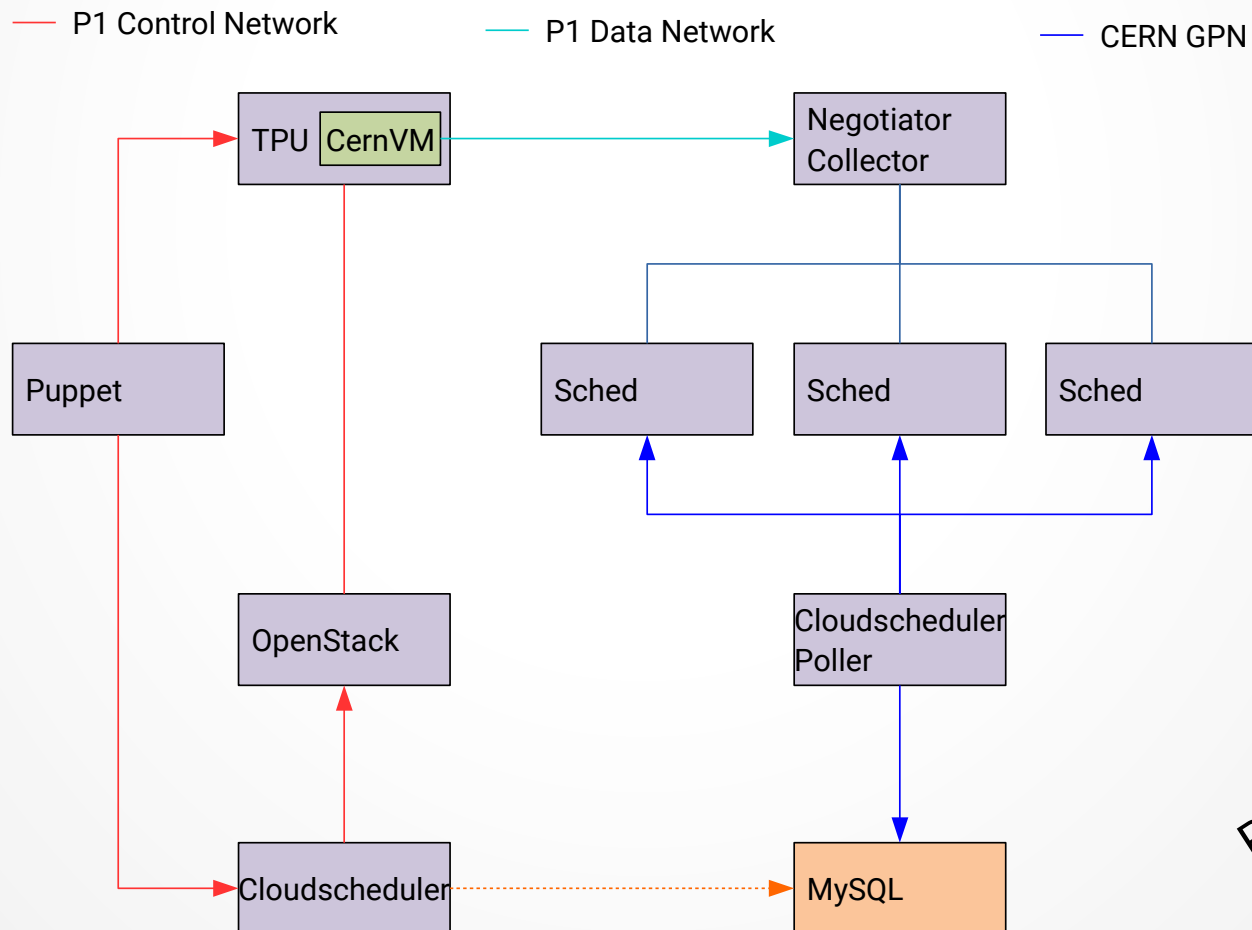 P1 Control Network
P1 Data Network
CERN GPN
TPU
CernVM
Negotiator
Collector
Puppet
Sched
Sched
Sched
OpenStack
Cloudscheduler
Poller
Cloudscheduler
MySQL